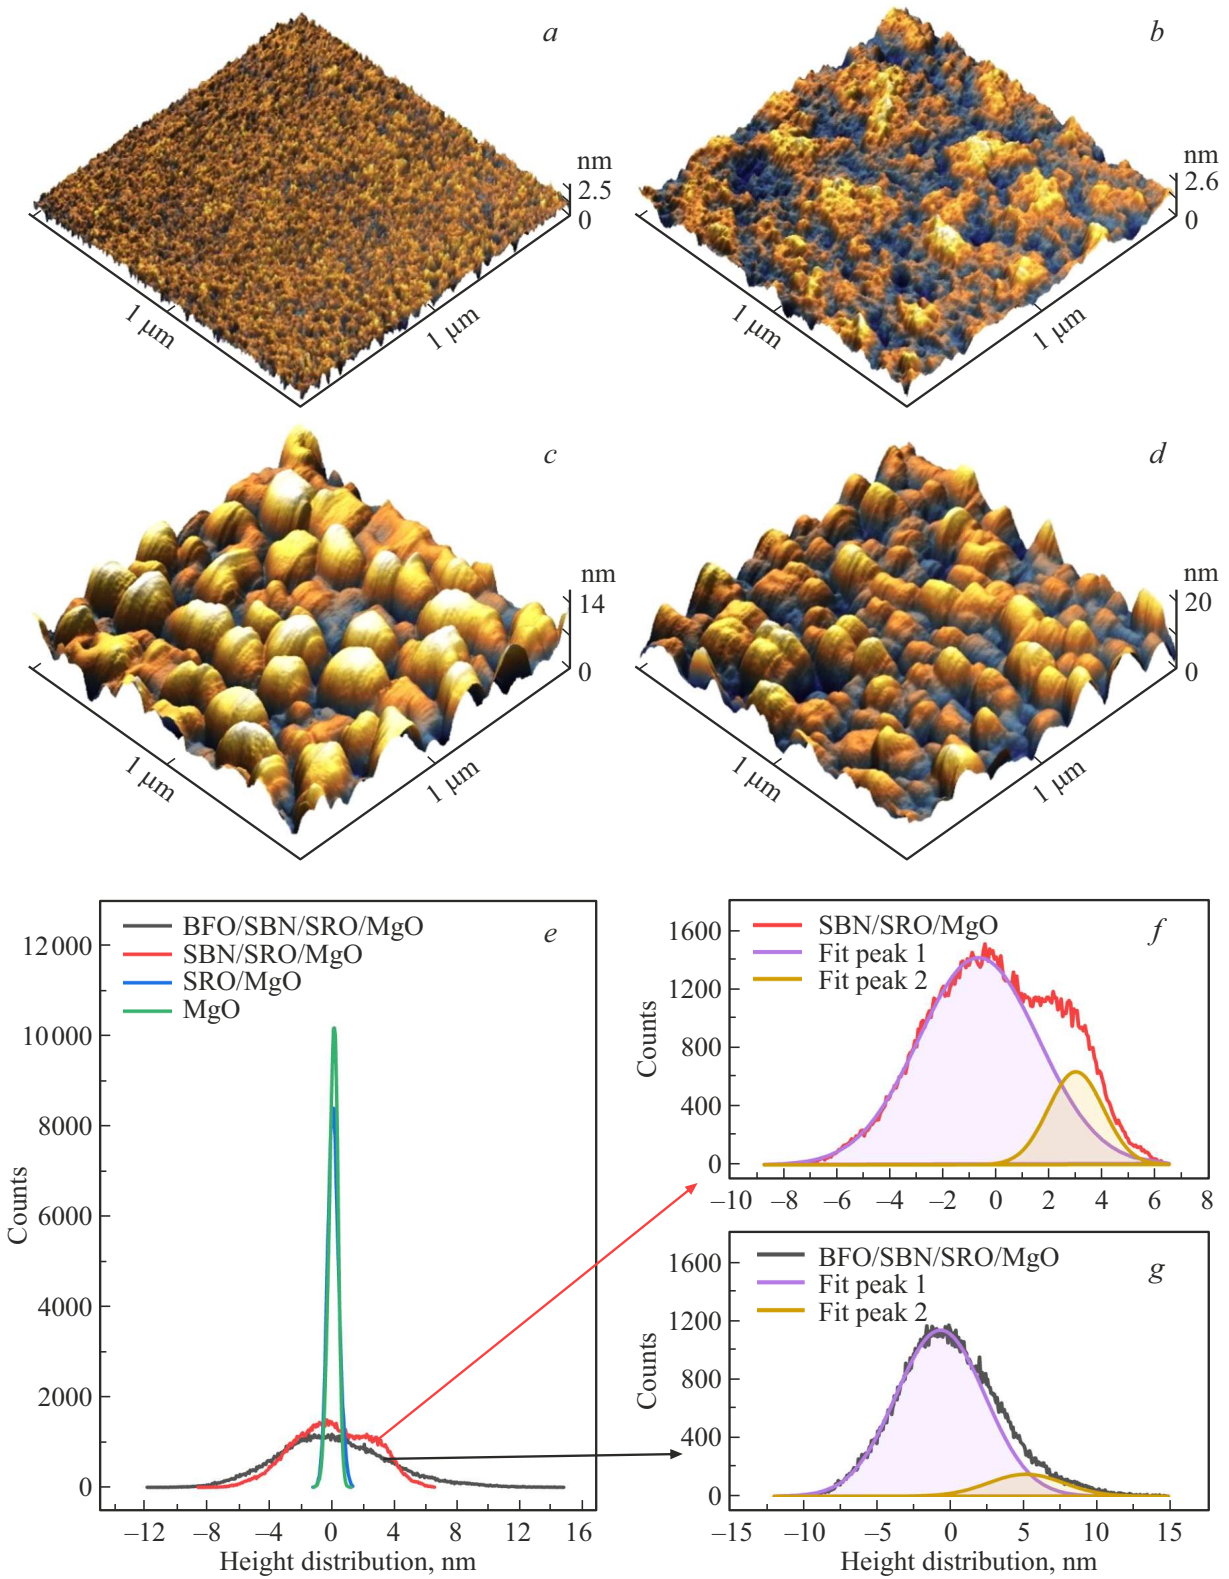 a
nm
2.5
0
1 μm
1 μm
b
nm
2.6
0
1 μm
1 μm
c
nm
14
0
1 μm
1 μm
d
nm
20
0
1 μm
1 μm
e
BFO/SBN/SRO/MgO
SBN/SRO/MgO
SRO/MgO
MgO
12 000
10 000
8000
6000
4000
2000
0
Counts
–12
–8
–4
0
4
8
12
16
Height distribution, nm
f
SBN/SRO/MgO
Fit peak 1
Fit peak 2
1600
1200
800
400
0
Counts
–10
–8
–6
–4
–2
0
2
4
6
8
g
BFO/SBN/SRO/MgO
Fit peak 1
Fit peak 2
1600
1200
800
400
0
Counts
–15
–10
–5
0
5
10
15
Height distribution, nm